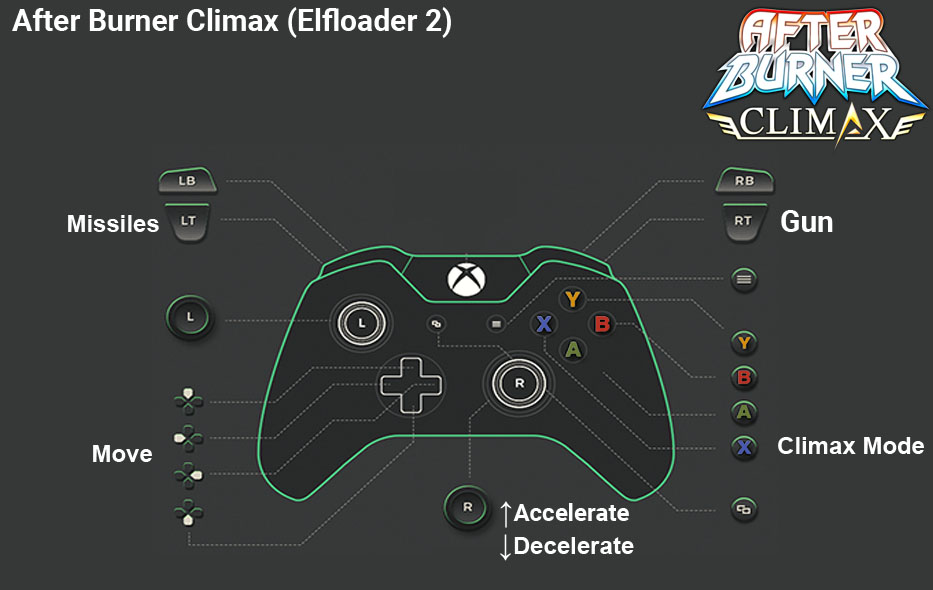 After Burner Climax (Elfloader 2)
AFTER
BURNER
CLIMAX
LB
RB
Missiles
LT
RT
Gun
L
L
Y
X
B
A
Y
R
B
A
Move
X
Climax Mode
R
↑Accelerate
↓Decelerate